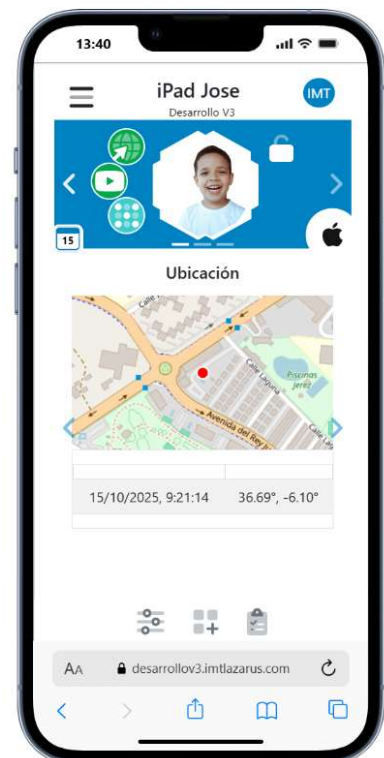 13:40
iPad Jose
IMT
Desarrollo V3
15
Ubicación
Piscinas
Jerez
Calle Laguna
Avenida del Rey
15/10/2025, 9:21:14 36.69°, -6.10°
AA desarrollov3.imtlazarus.com